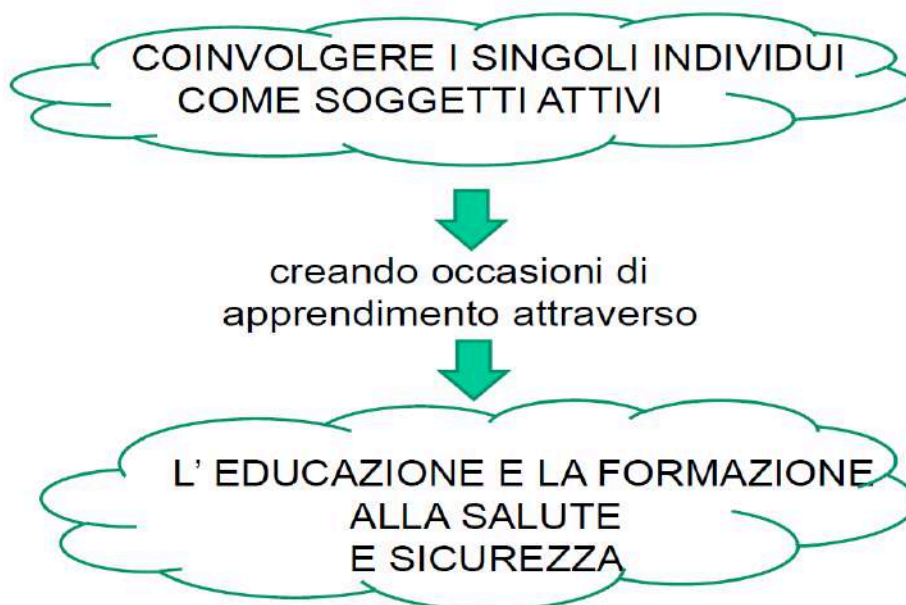 COINVOLGERE I SINGOLI INDIVIDUI
COME SOGGETTI ATTIVI
creando occasioni di
apprendimento attraverso
L' EDUCAZIONE E LA FORMAZIONE
ALLA SALUTE
E SICUREZZA